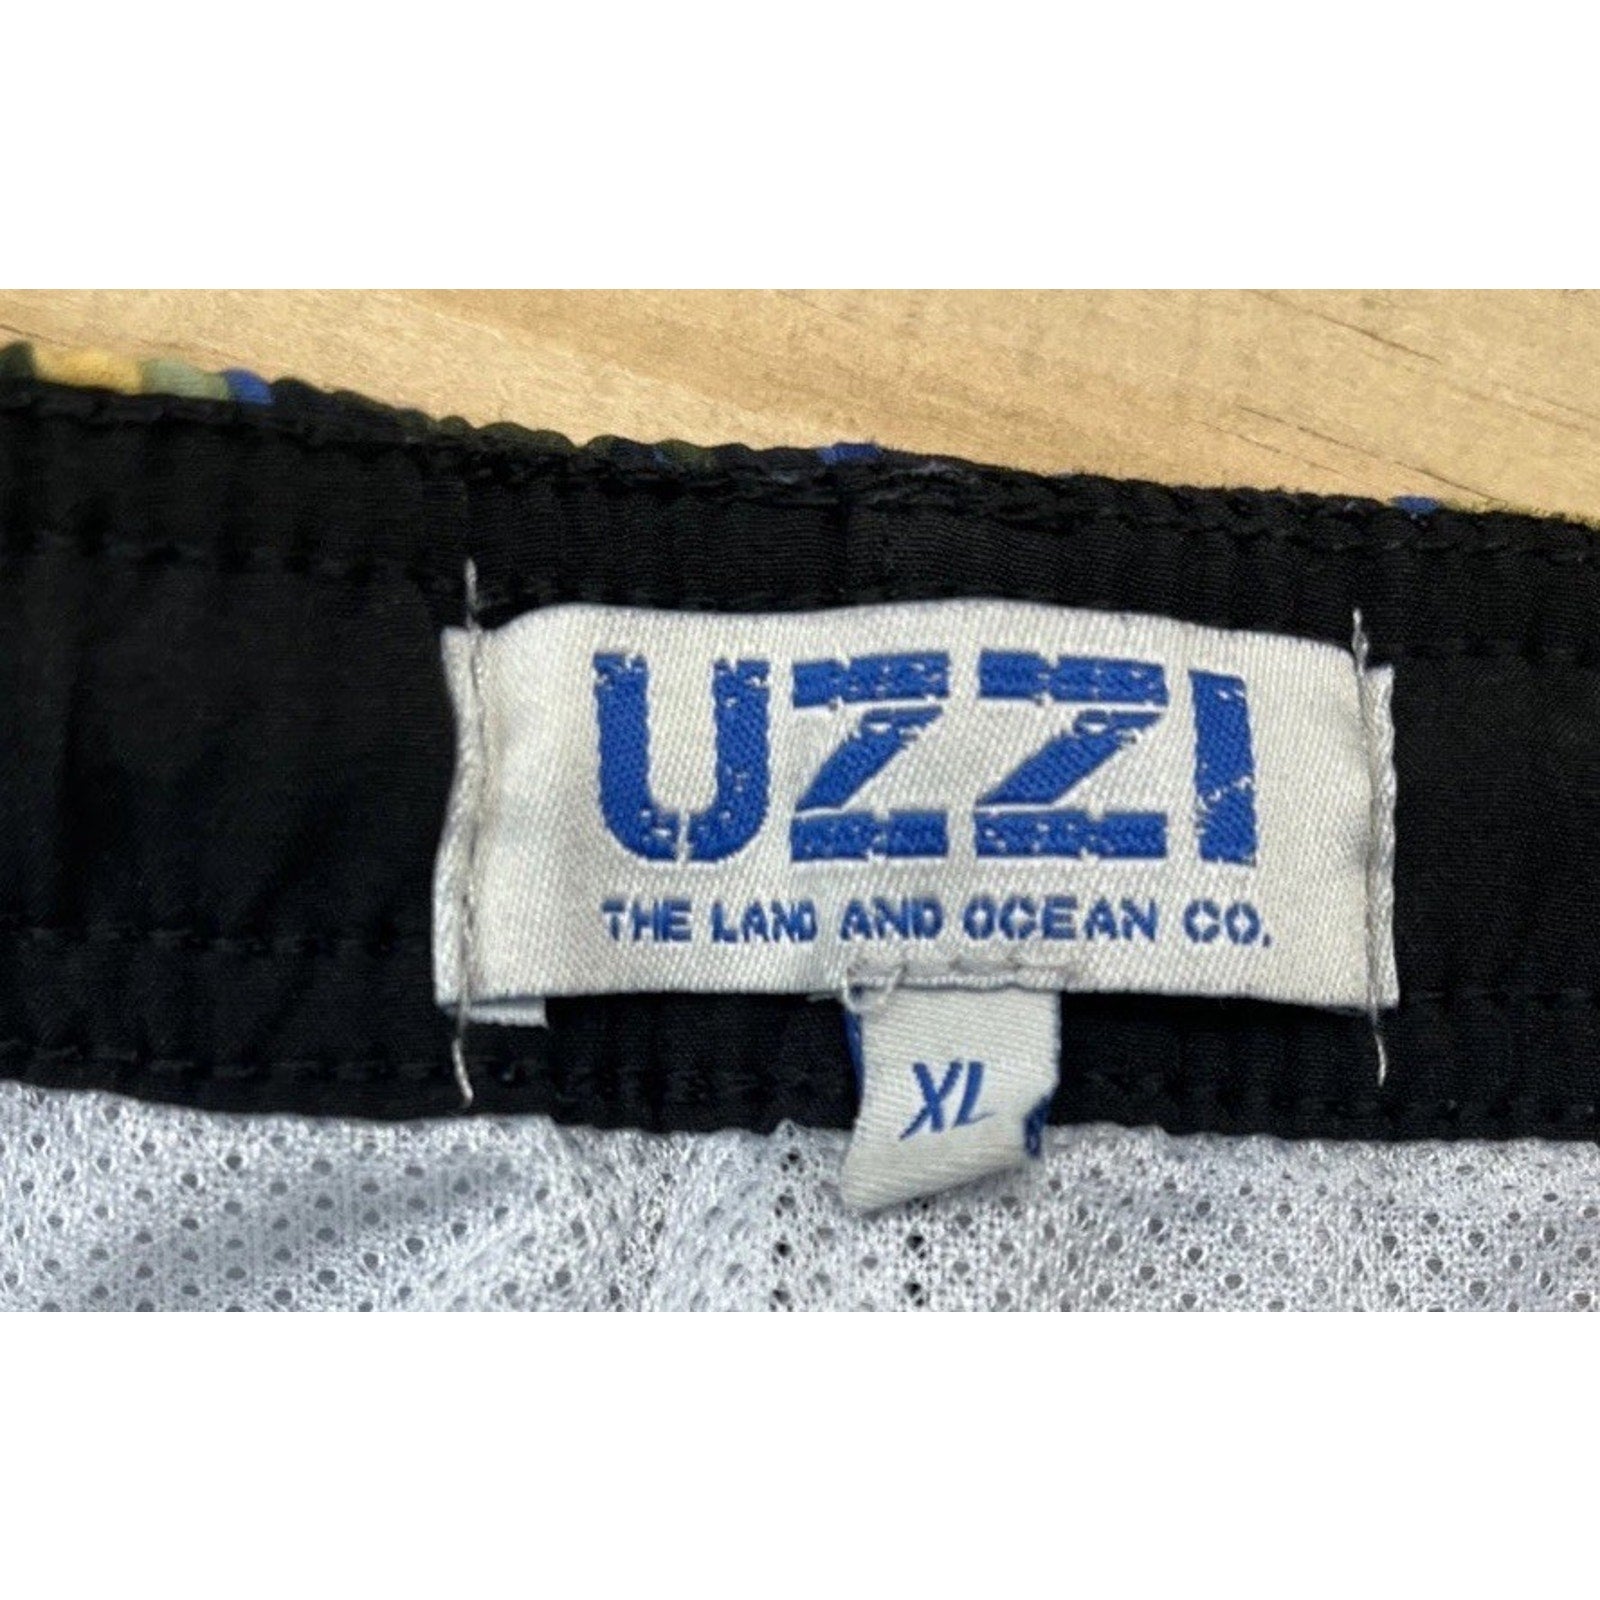 UZZI
THE LAND AND OCEAN CO.
XL